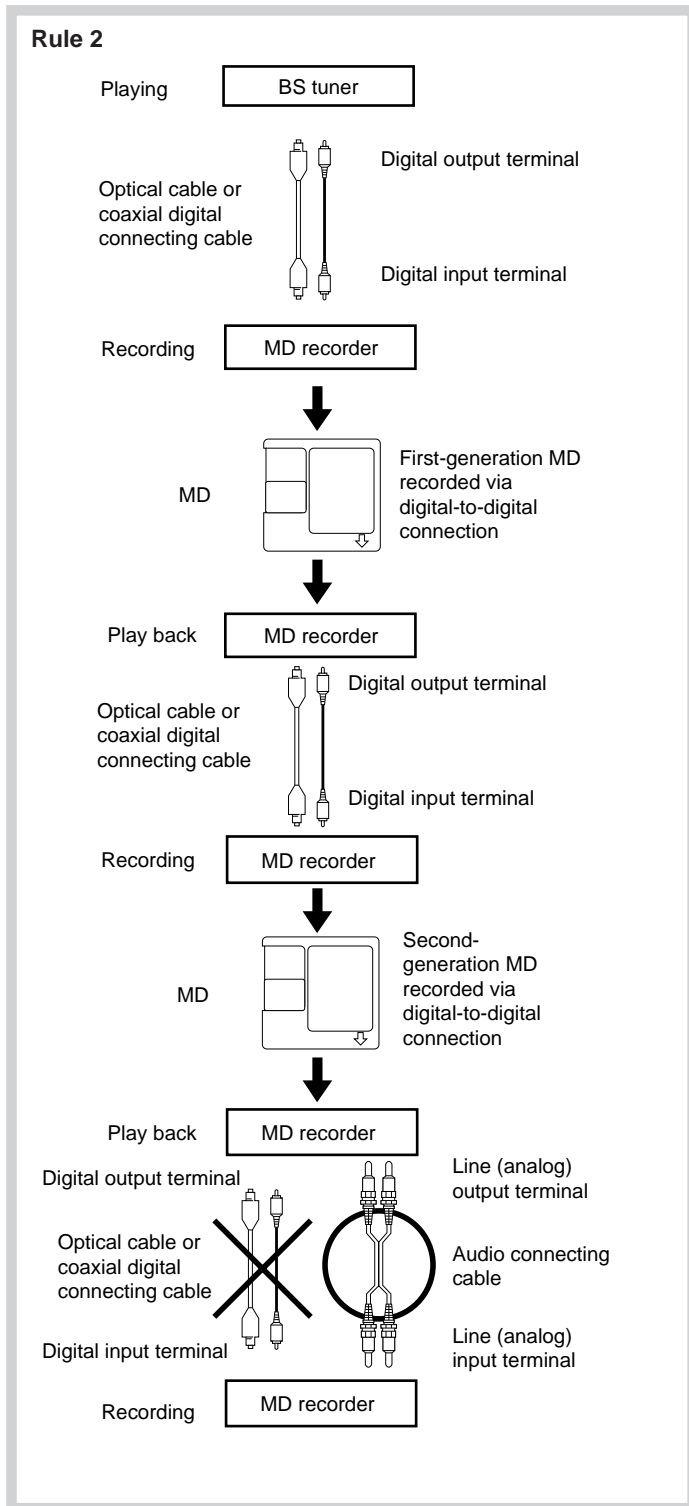 Rule 2
Playing
BS tuner
Digital output terminal
Optical cable or
coaxial digital
connecting cable
Digital input terminal
Recording
MD recorder
MD
First-generation MD
recorded via
digital-to-digital
connection
Play back
MD recorder
Digital output terminal
Optical cable or
coaxial digital
connecting cable
Digital input terminal
Recording
MD recorder
MD
Second-
generation MD
recorded via
digital-to-digital
connection
Play back
MD recorder
Digital output terminal
Optical cable or
coaxial digital
connecting cable
Digital input terminal
Line (analog)
output terminal
Audio connecting
cable
Line (analog)
input terminal
Recording
MD recorder